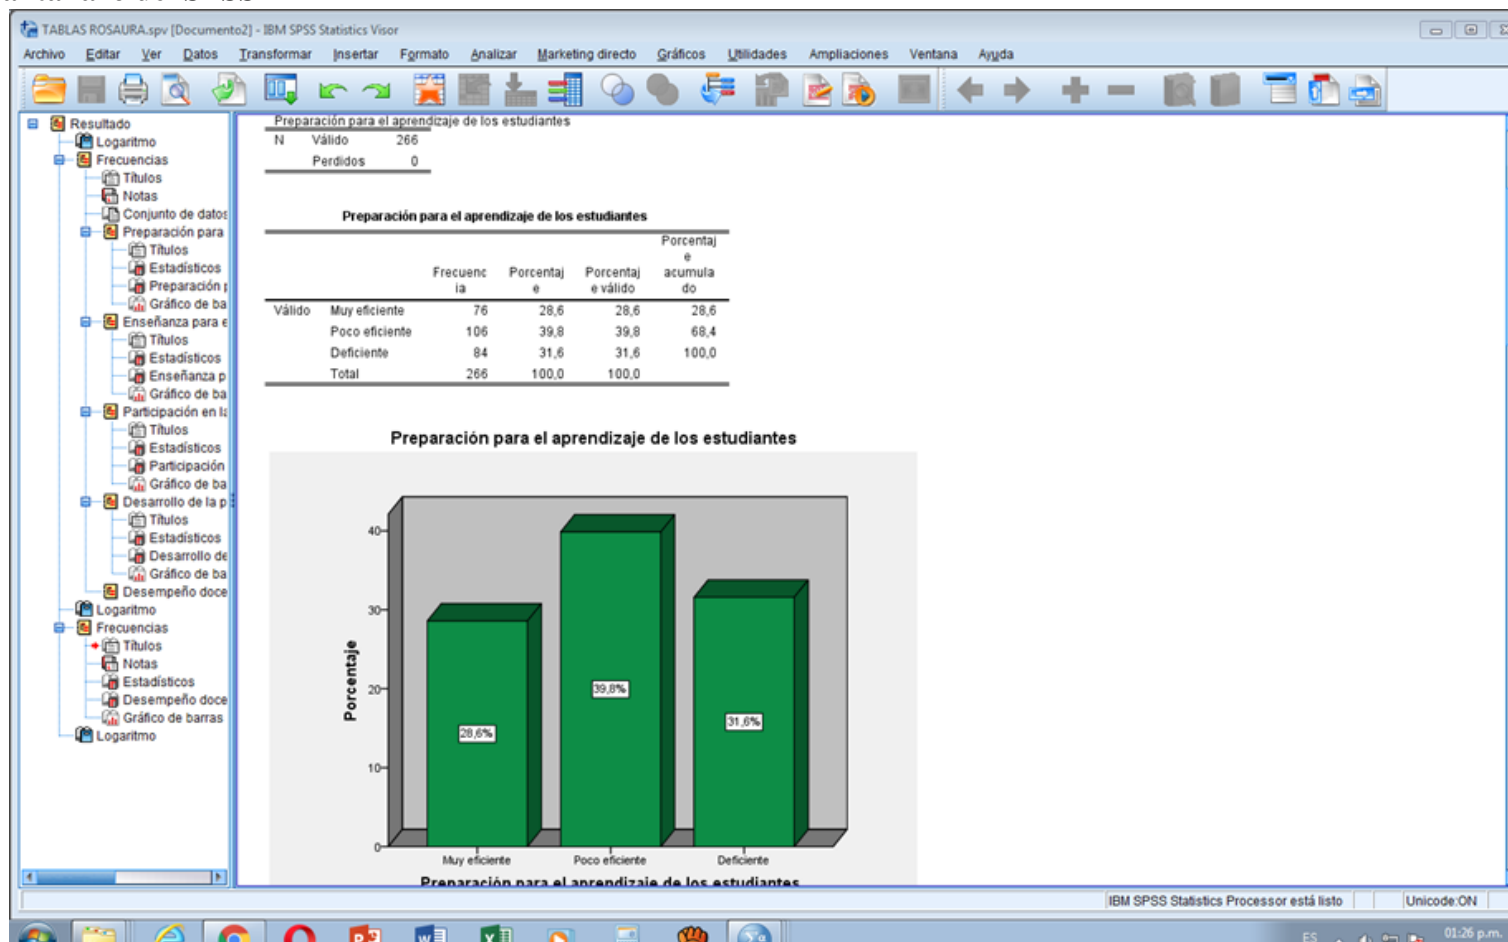 TABLAS ROSAURA.spv [Documento2] - IBM SPSS Statistics Visor
Archivo Editar Ver Datos Transformar Insertar Formato Analizar Marketing directo Gráficos Utilidades Ampliaciones Ventana Ayuda
Resultado
Logaritmo
Frecuencias
Títulos
Notas
Conjunto de datos
Preparación para
Títulos
Estadísticos
Preparación
Gráfico de ba
Enseñanza para e
Títulos
Estadísticos
Enseñanza p
Gráfico de ba
Participación en la
Títulos
Estadísticos
Participación
Gráfico de ba
Desarrollo de la p
Títulos
Estadísticos
Desarrollo de
Gráfico de ba
Desempeño doce
Logaritmo
Frecuencias
Títulos
Notas
Estadísticos
Desempeño doce
Gráfico de barras
Logaritmo
Preparación para el aprendizaje de los estudiantes
N Válido 266
Perdidos 0
Preparación para el aprendizaje de los estudiantes
Porcentaj
e
Frecuenc Porcentaj Porcentaj acumula
ia e e válido do
Válido Muy eficiente 76 28,6 28,6 28,6
Poco eficiente 106 39,8 39,8 68,4
Deficiente 84 31,6 31,6 100,0
Total 266 100,0 100,0
Preparación para el aprendizaje de los estudiantes
Porcentaje
40
30
20
10
0
28,6%
39,8%
31,6%
Muy eficiente Poco eficiente Deficiente
Preparación para el aprendizaje de los estudiantes
IBM SPSS Statistics Processor está listo Unicode:ON
ES 01:26 p.m.